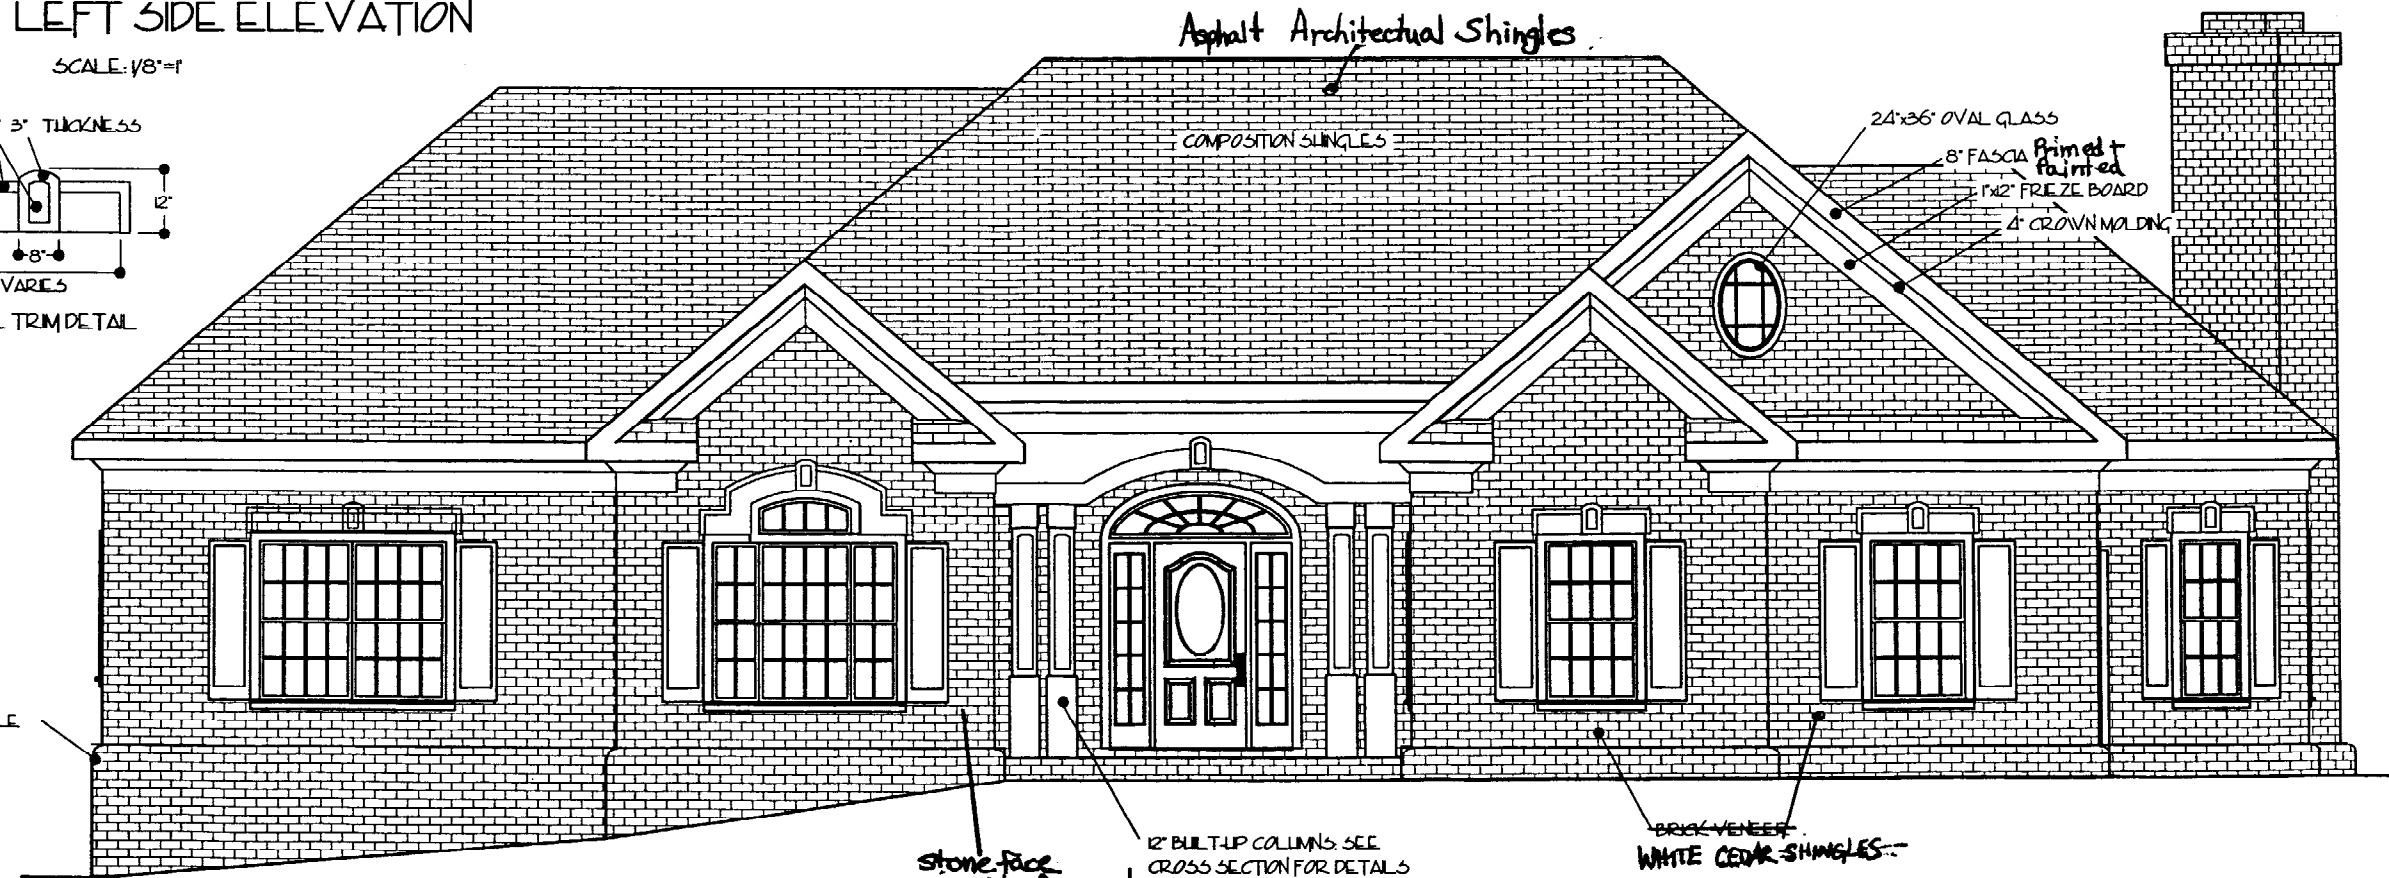 LEFT SIDE ELEVATION
SCALE: 1/8"=1'
Asphalt Architectual Shingles
3" THICKNESS
12"
8"
VARIES
TRIM DETAIL
COMPOSITION SHINGLES
24"x36" OVAL GLASS
8" FASCIA Primed +
Painted
1"x12" FRIEZE BOARD
4" CROWN MOLDING
E
stone face
12" BUILT-UP COLUMNS: SEE
CROSS SECTION FOR DETAILS
BRICK VENEER
WHITE CEDAR SHINGLES